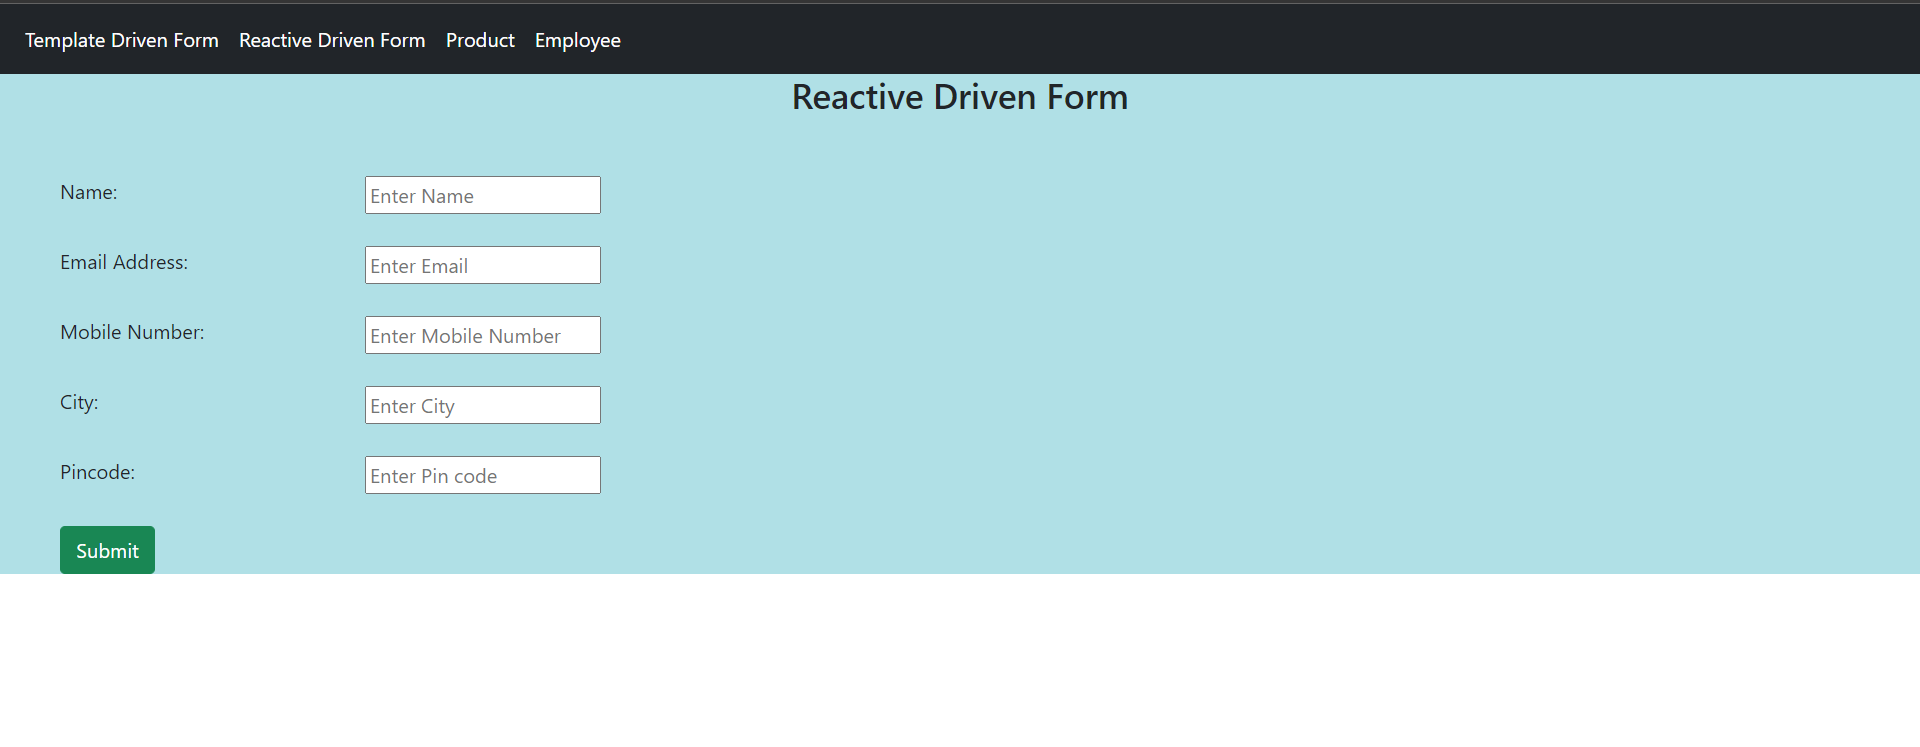 Template Driven Form Reactive Driven Form Product Employee
Reactive Driven Form
Name: Enter Name
Email Address: Enter Email
Mobile Number: Enter Mobile Number
City: Enter City
Pincode: Enter Pin code
Submit